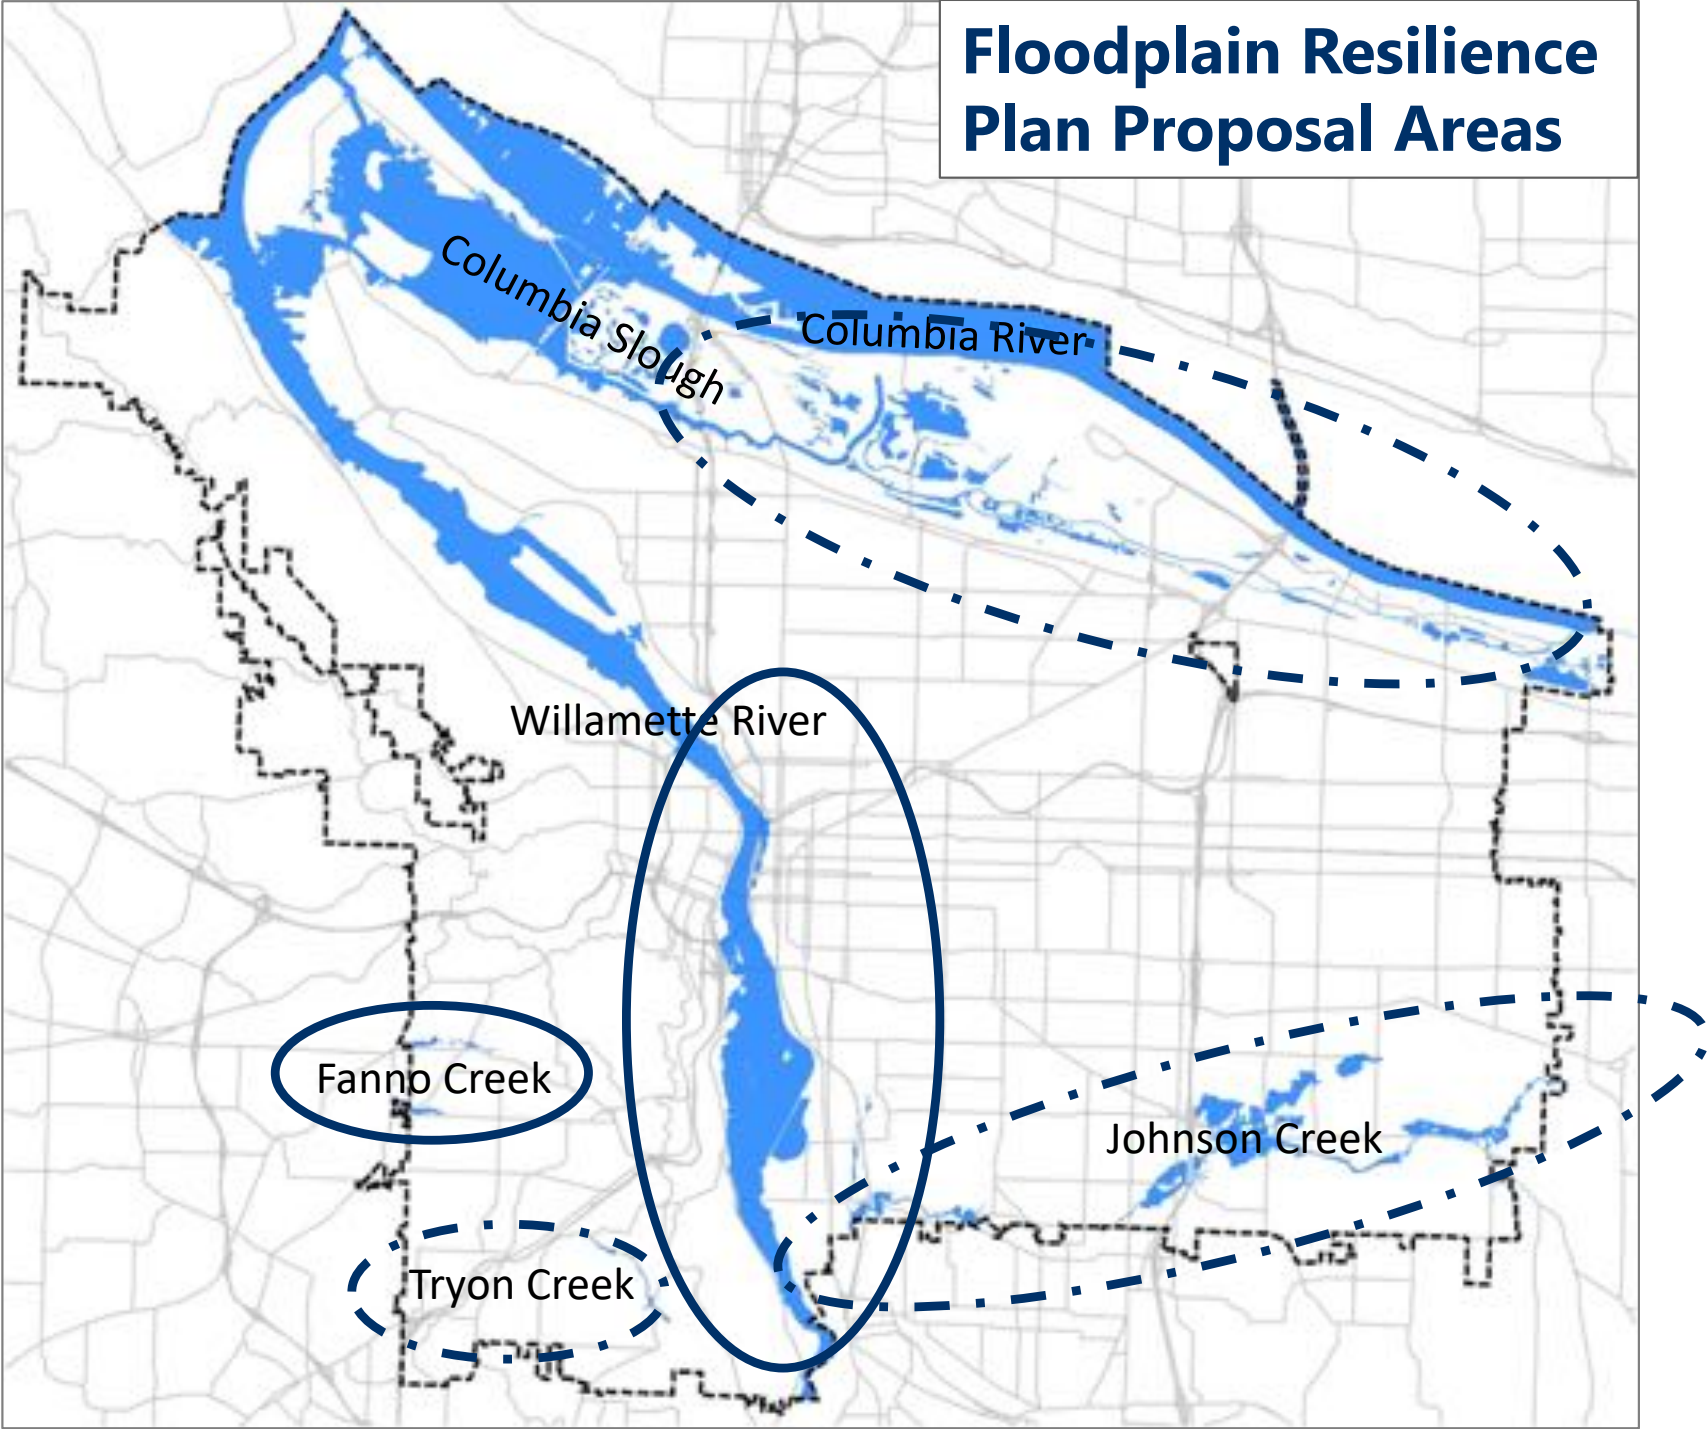 Floodplain Resilience
Plan Proposal Areas
Columbia Slough
Columbia River
Willamette River
Fanno Creek
Johnson Creek
Tryon Creek